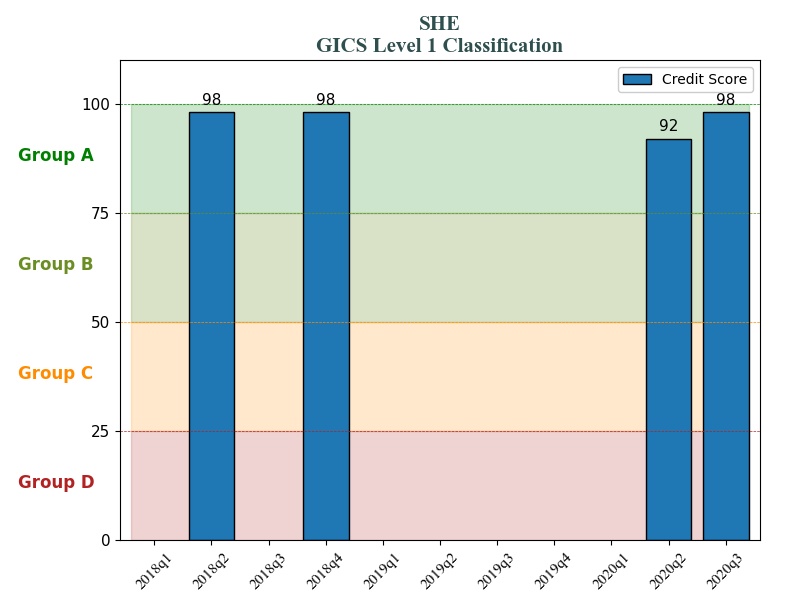 SHE
GICS Level 1 Classification
Credit Score
98
98
92
98
100
75
50
25
0
Group A
Group B
Group C
Group D
2018q1
2018q2
2018q3
2018q4
2019q1
2019q2
2019q3
2019q4
2020q1
2020q2
2020q3